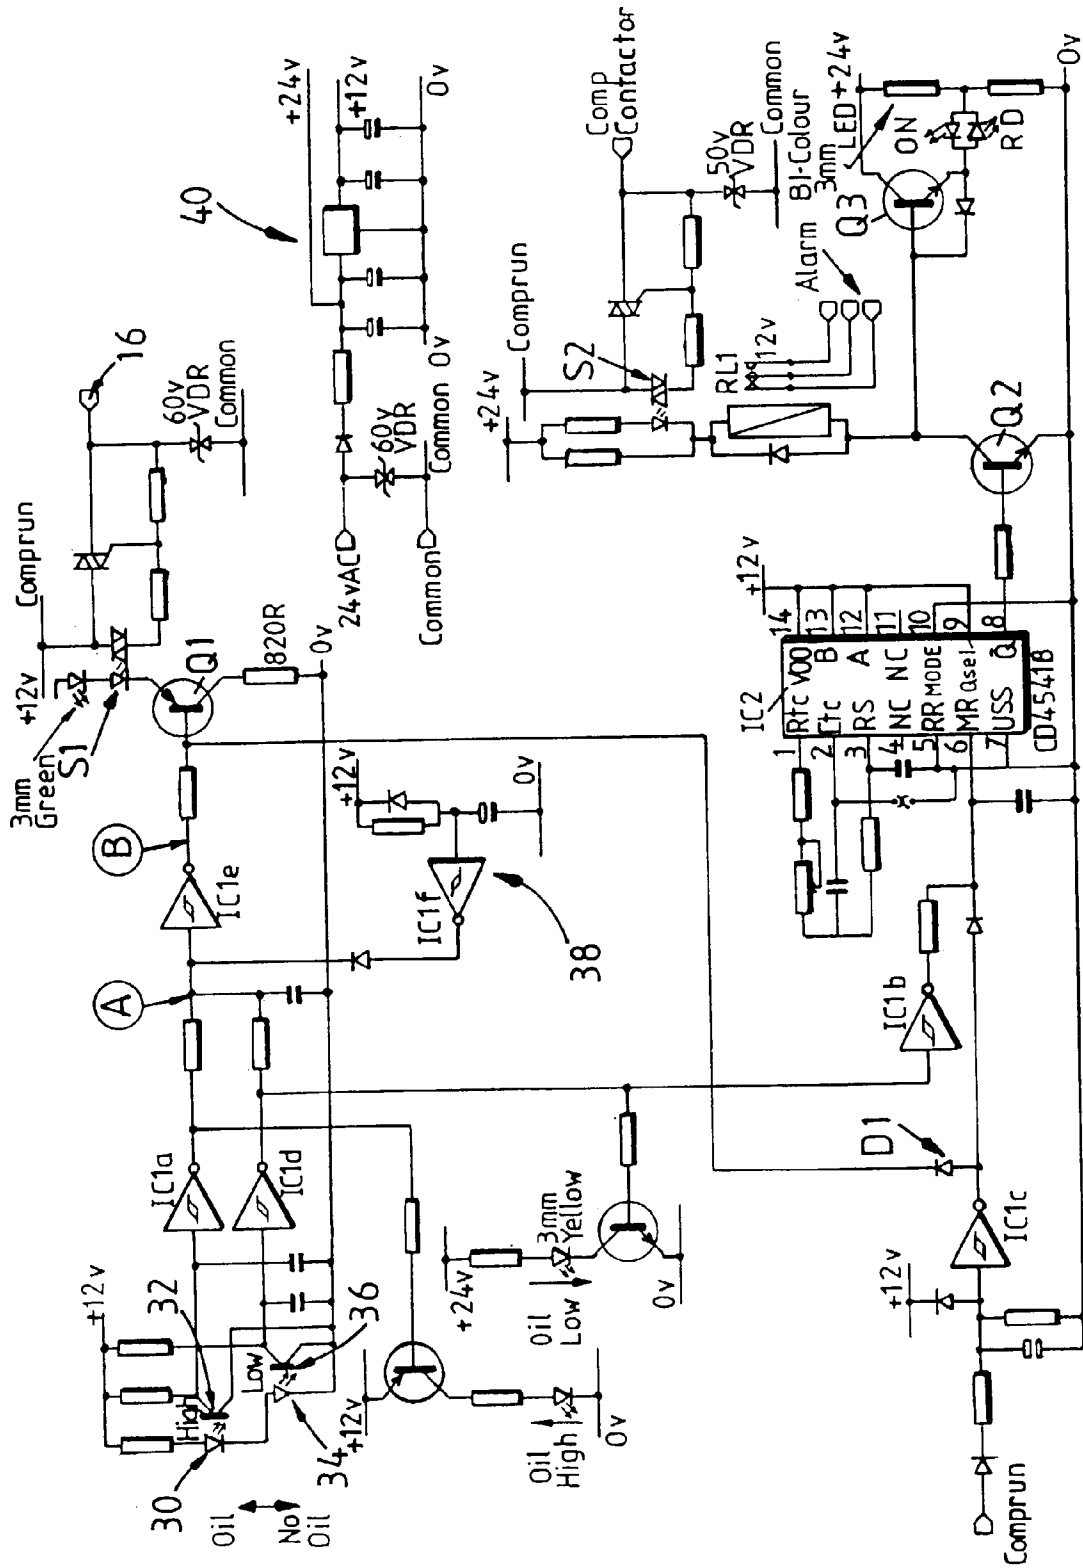 Oil
No
Oil
30
+12v
High
32
Low
34
36
IC1a
IC1d
A
IC1e
B
3mm
Green
+12v
S1
Comprun
Q1
820R
0v
16
60v
VDR
Common
IC1f
38
+12v
0v
24vAC
Common
60v
VDR
Common
0v
40
+24v
+12v
0v
+12v
Oil
High
0v
+24v
3mm
Yellow
Oil
Low
0v
+24v
Comprun
S2
Comp
Contactor
50v
VDR
Common
RL1
12v
Alarm
BI-Colour
3mm LED
+24v
Q3
ON
RD
0v
Q2
IC1b
D1
IC1c
+12v
Comprun
IC2
+12v
1 Rtc VDD 14
2 Ctc B 13
3 RS A 12
4 NC NC 11
5 RR MODE 10
6 MR Qsel 9
7 USS Q 8
CD4541B